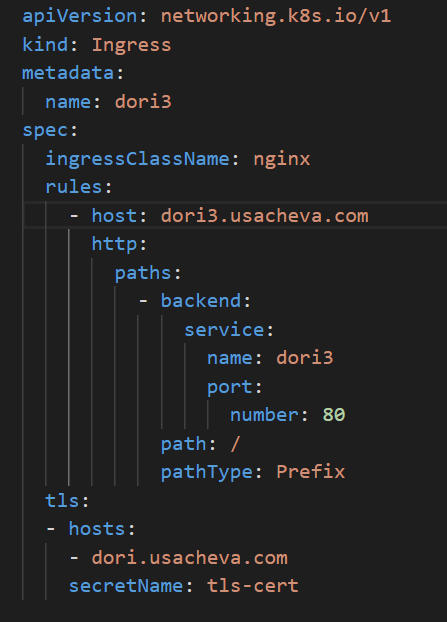 apiVersion: networking.k8s.io/v1
kind: Ingress
metadata:
  name: dori3
spec:
  ingressClassName: nginx
  rules:
    - host: dori3.usacheva.com
      http:
        paths:
          - backend:
              service:
                name: dori3
                port:
                  number: 80
            path: /
            pathType: Prefix
  tls:
  - hosts:
    - dori.usacheva.com
    secretName: tls-cert